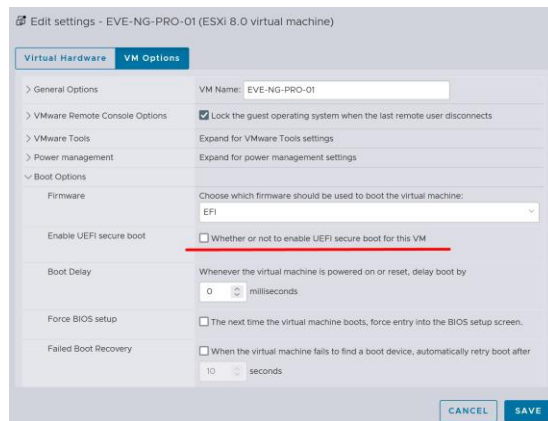 Edit settings - EVE-NG-PRO-01 (ESXi 8.0 virtual machine)
Virtual Hardware VM Options
General Options VM Name: EVE-NG-PRO-01
VMware Remote Console Options Lock the guest operating system when the last remote user disconnects
VMware Tools Expand for VMware Tools settings
Power management Expand for power management settings
Boot Options
Firmware Choose which firmware should be used to boot the virtual machine:
EFI
Enable UEFI secure boot Whether or not to enable UEFI secure boot for this VM
Boot Delay Whenever the virtual machine is powered on or reset, delay boot by
0 milliseconds
Force BIOS setup The next time the virtual machine boots, force entry into the BIOS setup screen.
Failed Boot Recovery When the virtual machine fails to find a boot device, automatically retry boot after
10 seconds
CANCEL SAVE